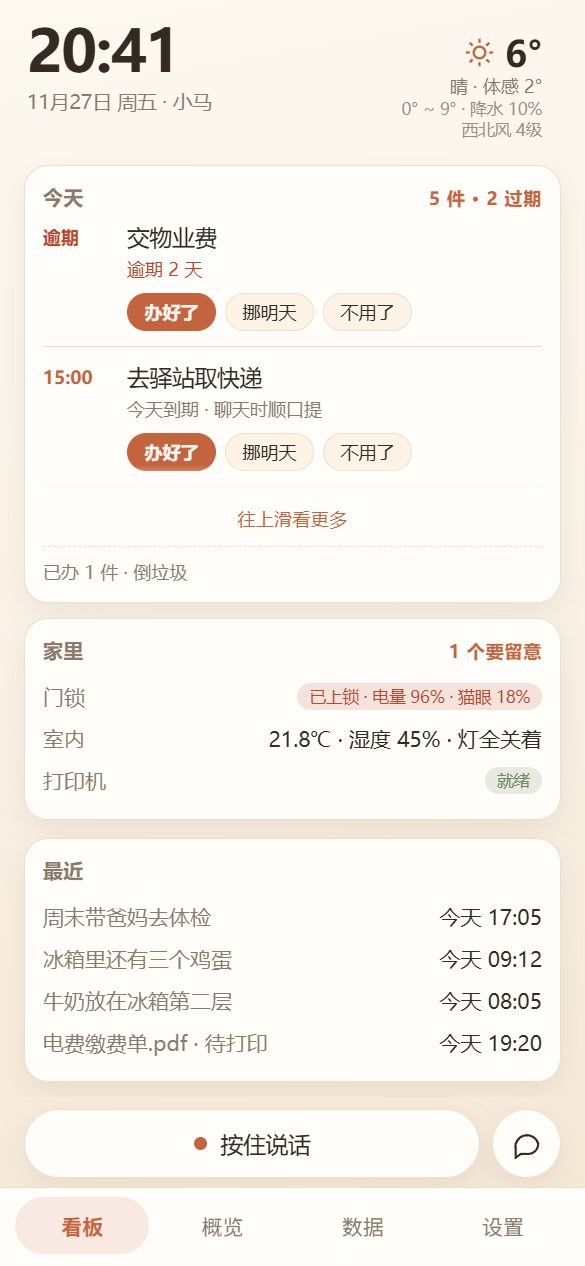 20:41
6°
11月27日 周五 · 小马
晴 · 体感 2°
0° ~ 9° · 降水 10%
西北风 4级
今天
5 件 • 2 过期
逾期
交物业费
逾期 2 天
办好了 挪明天 不用了
15:00
去驿站取快递
今天到期 · 聊天时顺口提
办好了 挪明天 不用了
往上滑看更多
已办 1 件 · 倒垃圾
家里
1 个要留意
门锁
已上锁 · 电量 96% · 猫眼 18%
室内
21.8℃ · 湿度 45% · 灯全关着
打印机
就绪
最近
周末带爸妈去体检
今天 17:05
冰箱里还有三个鸡蛋
今天 09:12
牛奶放在冰箱第二层
今天 08:05
电费缴费单.pdf · 待打印
今天 19:20
按住说话
看板 概览 数据 设置